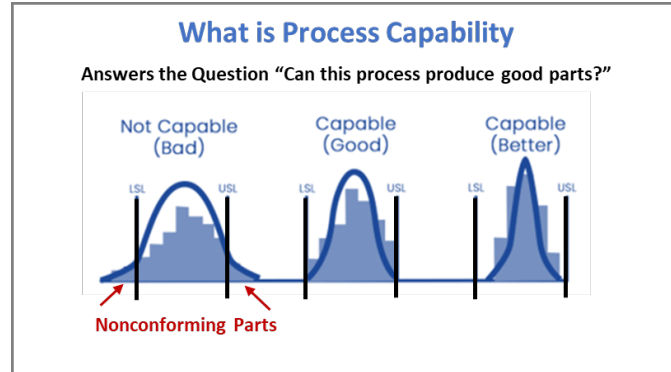 What is Process Capability
Answers the Question “Can this process produce good parts?”
Not Capable
(Bad)
Capable
(Good)
Capable
(Better)
LSL
USL
LSL
USL
LSL
USL
Nonconforming Parts